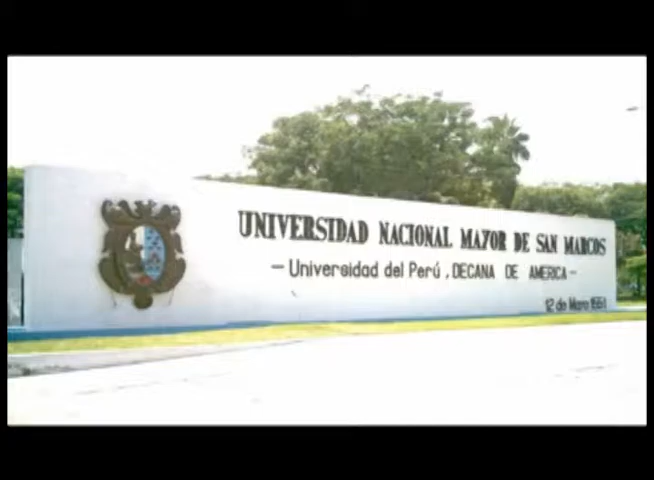 UNIVERSIDAD NACIONAL MAYOR DE SAN MARCOS
— Universidad del Perú, DECANA DE AMERICA —
12 de Mayo 1551